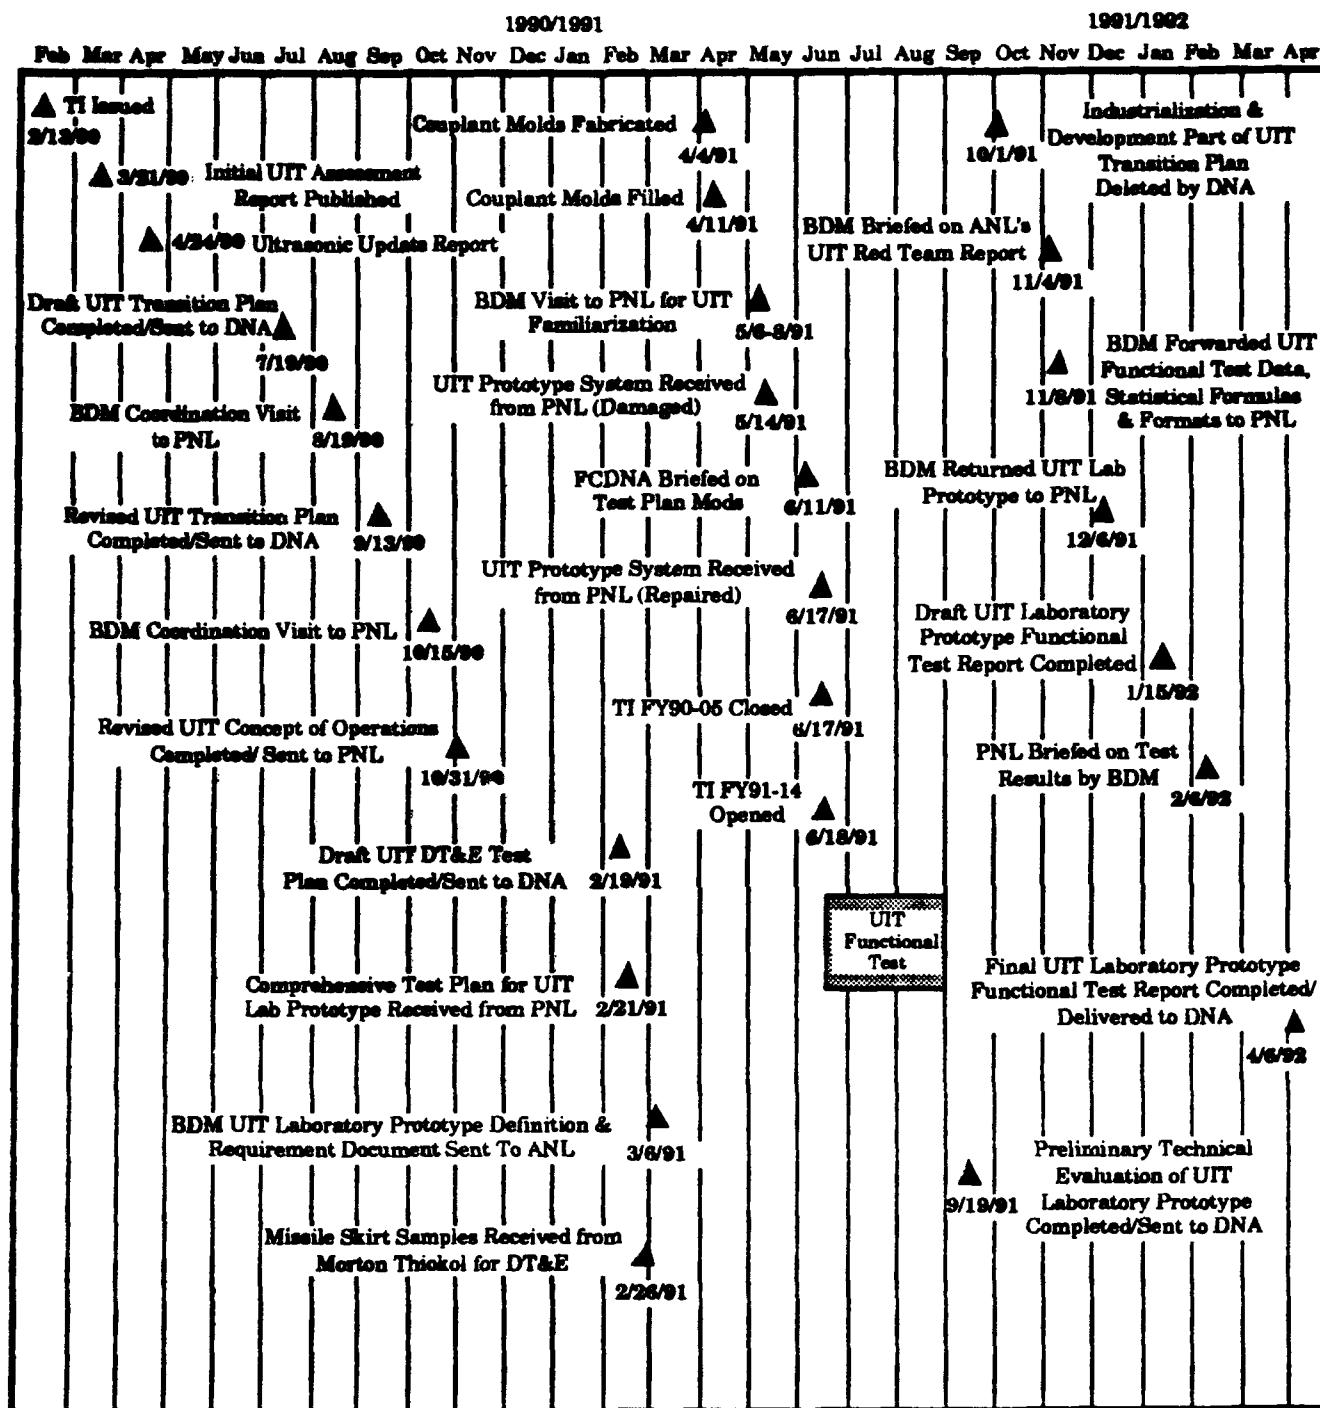 1990/1991
1991/1992
Feb Mar Apr May Jun Jul Aug Sep Oct Nov Dec Jan Feb Mar Apr May Jun Jul Aug Sep Oct Nov Dec Jan Feb Mar Apr
TI Issued
2/13/90
3/21/90 Initial UIT Assessment
Report Published
4/24/90 Ultrasonic Update Report
Draft UIT Transition Plan
Completed/Sent to DNA
7/19/90
BDM Coordination Visit
to PNL
8/19/90
Revised UIT Transition Plan
Completed/Sent to DNA
9/13/90
BDM Coordination Visit to PNL
10/15/90
Revised UIT Concept of Operations
Completed/ Sent to PNL
10/31/90
Draft UIT DT&E Test
Plan Completed/Sent to DNA
2/19/91
Comprehensive Test Plan for UIT
Lab Prototype Received from PNL
2/21/91
BDM UIT Laboratory Prototype Definition &
Requirement Document Sent To ANL
3/6/91
Missile Skirt Samples Received from
Morton Thiokol for DT&E
2/26/91
Couplant Molds Fabricated
4/4/91
Couplant Molds Filled
4/11/91
BDM Visit to PNL for UIT
Familiarization
5/6-8/91
UIT Prototype System Received
from PNL (Damaged)
5/14/91
FCDNA Briefed on
Test Plan Mods
6/11/91
UIT Prototype System Received
from PNL (Repaired)
6/17/91
TI FY90-05 Closed
6/17/91
TI FY91-14
Opened
6/18/91
UIT
Functional
Test
Industrialization &
Development Part of UIT
Transition Plan
Deleted by DNA
10/1/91
BDM Briefed on ANL's
UIT Red Team Report
11/4/91
BDM Forwarded UIT
Functional Test Data,
Statistical Formulas
& Formats to PNL
11/8/91
BDM Returned UIT Lab
Prototype to PNL
12/6/91
Draft UIT Laboratory
Prototype Functional
Test Report Completed
1/15/92
PNL Briefed on Test
Results by BDM
2/6/92
Final UIT Laboratory Prototype
Functional Test Report Completed/
Delivered to DNA
4/6/92
Preliminary Technical
Evaluation of UIT
Laboratory Prototype
Completed/Sent to DNA
9/19/91